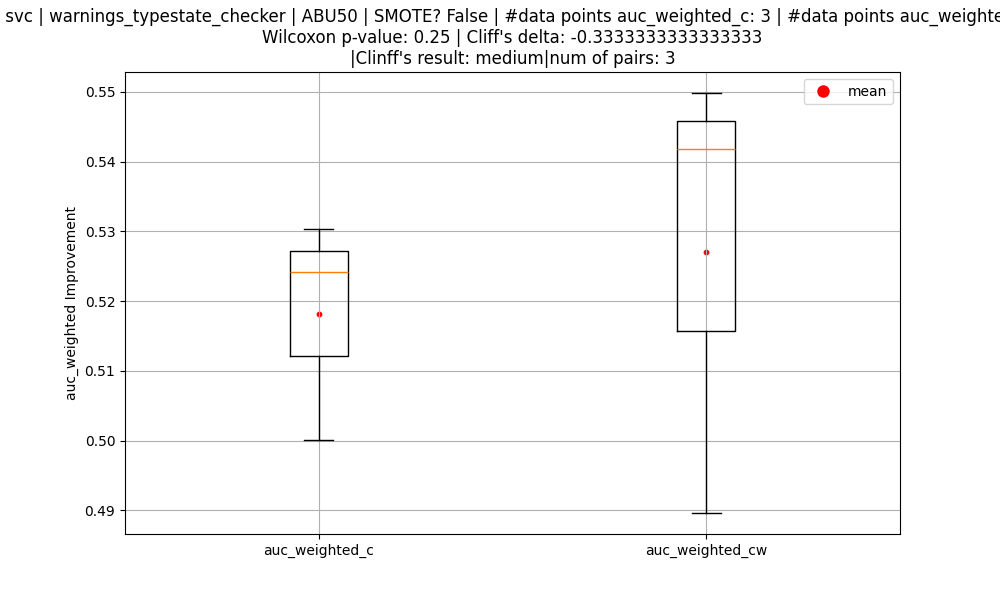 svc | warnings_typestate_checker | ABU50 | SMOTE? False | #data points auc_weighted_c: 3 | #data points auc_weighte
Wilcoxon p-value: 0.25 | Cliff's delta: -0.3333333333333333
|Clinff's result: medium|num of pairs: 3
mean
0.55
0.54
0.53
0.52
0.51
0.50
0.49
auc_weighted Improvement
auc_weighted_c
auc_weighted_cw